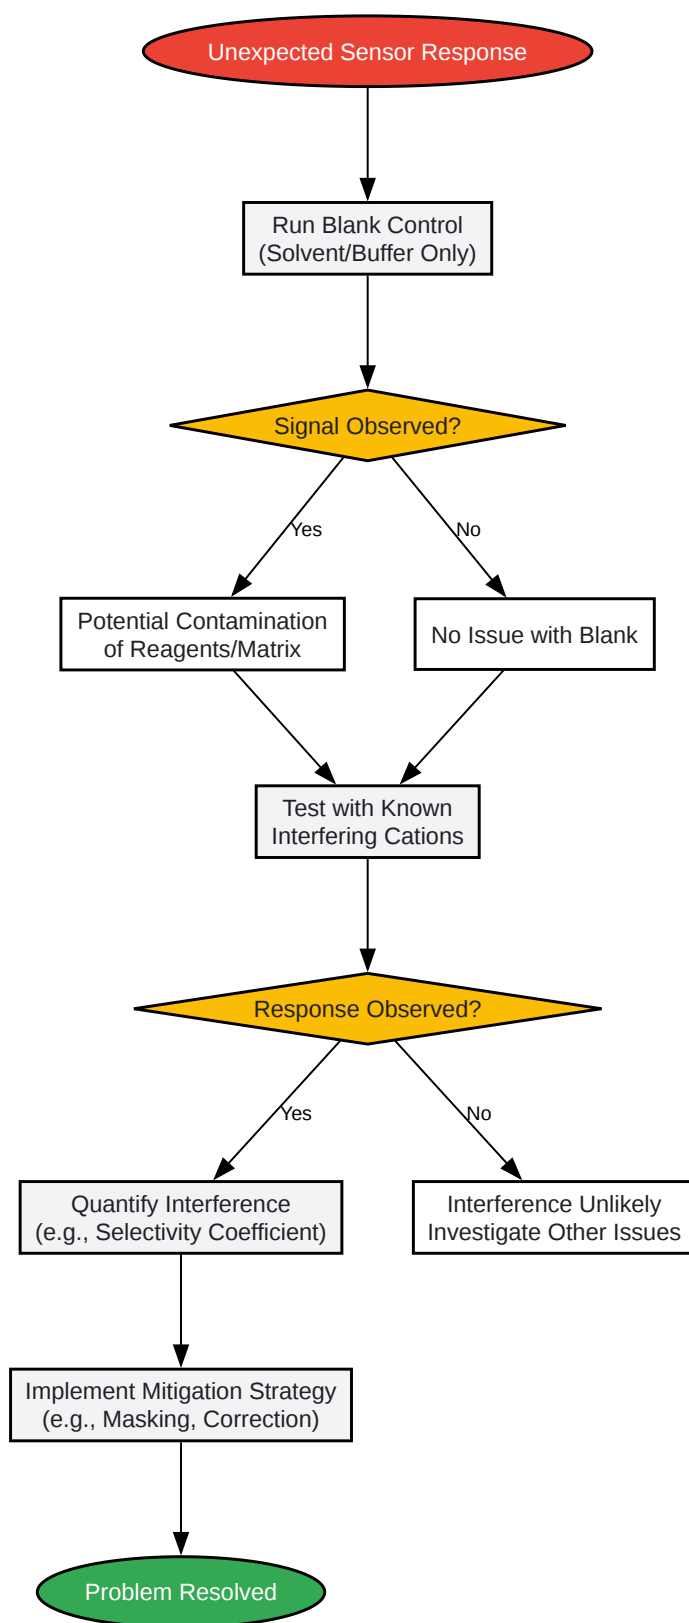 Unexpected Sensor Response
Run Blank Control
(Solvent/Buffer Only)
Signal Observed?
Yes
No
Potential Contamination
of Reagents/Matrix
No Issue with Blank
Test with Known
Interfering Cations
Response Observed?
Yes
No
Quantify Interference
(e.g., Selectivity Coefficient)
Interference Unlikely
Investigate Other Issues
Implement Mitigation Strategy
(e.g., Masking, Correction)
Problem Resolved